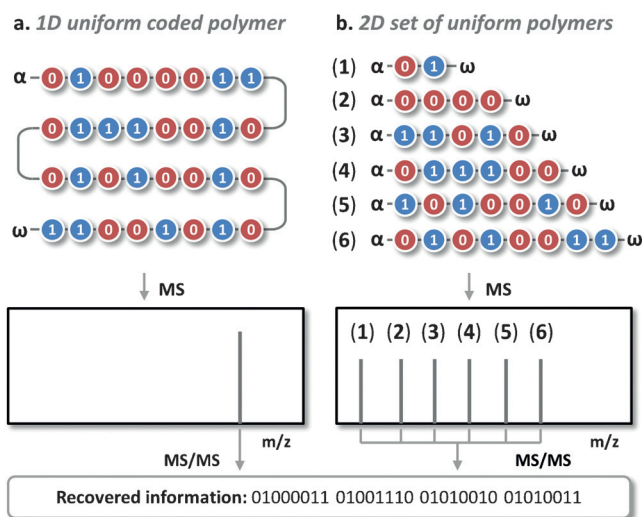 a. 1D uniform coded polymer
α 0 1 0 0 0 0 1 1
0 1 1 1 0 0 1 0
0 1 0 1 0 0 1 0
ω 1 1 0 0 1 0 1 0
MS
m/z
MS/MS
b. 2D set of uniform polymers
(1) α 0 1 ω
(2) α 0 0 0 0 ω
(3) α 1 1 0 1 0 ω
(4) α 0 1 1 1 0 0 ω
(5) α 1 0 1 0 0 1 0 ω
(6) α 0 1 0 1 0 0 1 1 ω
MS
(1) (2) (3) (4) (5) (6)
m/z
MS/MS
Recovered information: 01000011 01001110 01010010 01010011